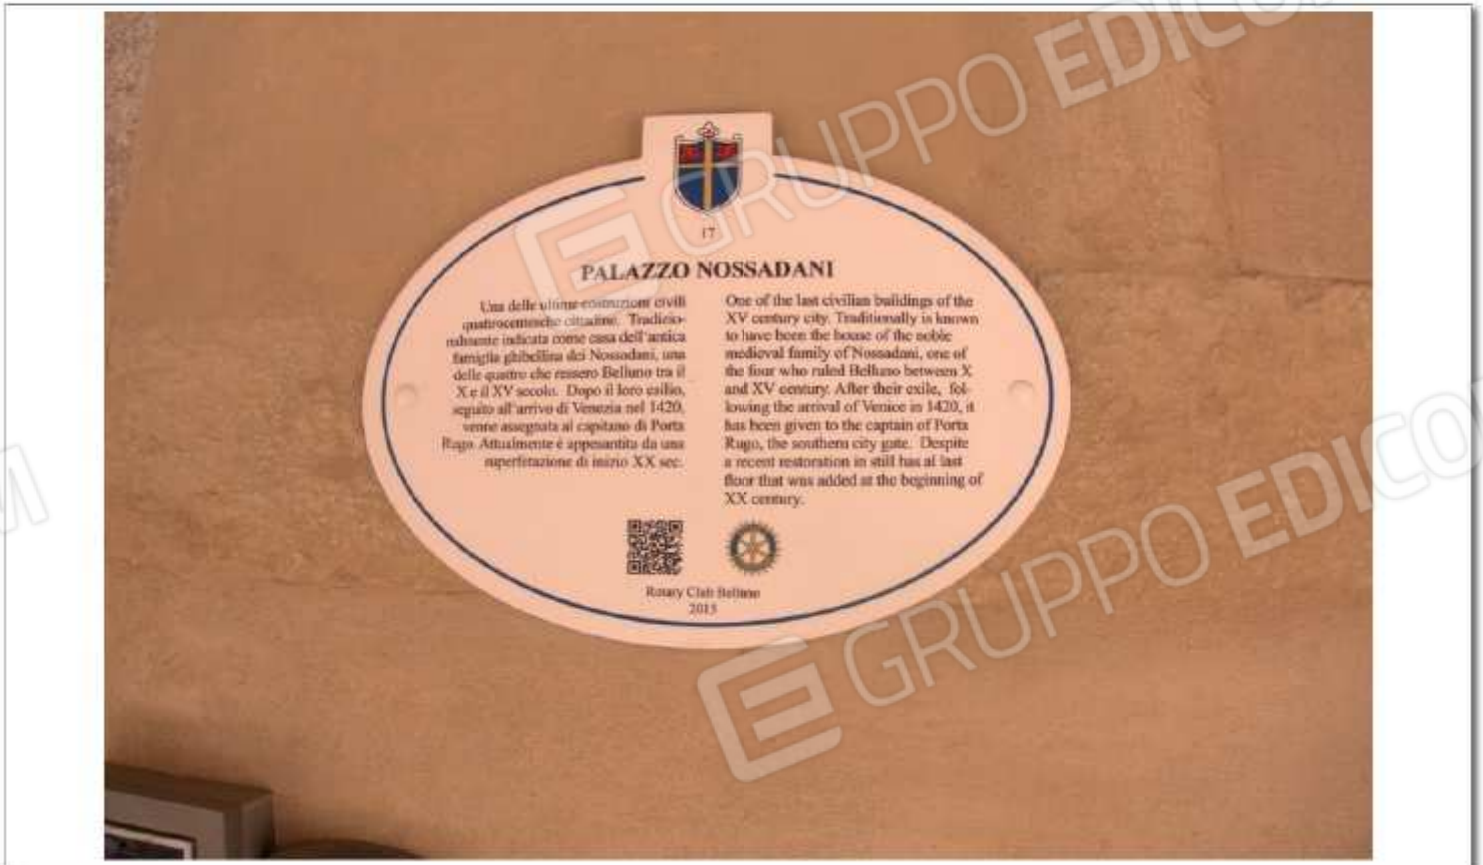 17
PALAZZO NOSSADANI
Una delle ultime costruzioni civili
quattrocentesche cittadine. Tradizio-
nalmente indicata come casa dell'antica
famiglia ghibellina dei Nossadani, una
delle quattro che ressero Belluno tra il
X e il XV secolo. Dopo il loro esilio,
seguito all'arrivo di Venezia nel 1420,
venne assegnata al capitano di Porta
Rugo. Attualmente è appesantita da una
superfetazione di inizio XX sec.
One of the last civilian buildings of the
XV century city. Traditionally is known
to have been the house of the noble
medieval family of Nossadani, one of
the four who ruled Belluno between X
and XV century. After their exile, fol-
lowing the arrival of Venice in 1420, it
has been given to the captain of Porta
Rugo, the southern city gate. Despite
a recent restoration in still has al last
floor that was added at the beginning of
XX century.
Rotary Club Belluno
2015
GRUPPO EDICOM
GRUPPO EDICOM
M